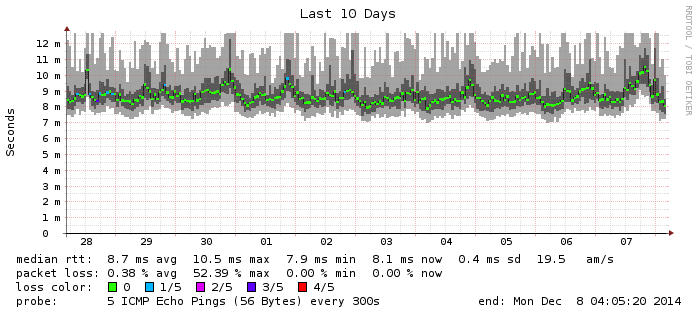 Last 10 Days
RRDTOOL / TOBI OETIKER
Seconds
12 m
11 m
10 m
9 m
8 m
7 m
6 m
5 m
4 m
3 m
2 m
1 m
0
28 29 30 01 02 03 04 05 06 07
median rtt: 8.7 ms avg 10.5 ms max 7.9 ms min 8.1 ms now 0.4 ms sd 19.5 am/s
packet loss: 0.38 % avg 52.39 % max 0.00 % min 0.00 % now
loss color: 0 1/5 2/5 3/5 4/5
probe: 5 ICMP Echo Pings (56 Bytes) every 300s end: Mon Dec 8 04:05:20 2014